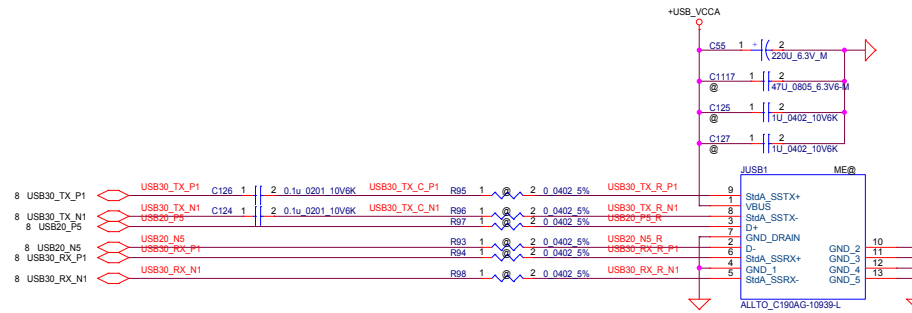 +USB_VCCA
C55 1 + 2
220U_6.3V_M
C1117 1 2
@ 47U_0805_6.3V6-M
C125 1 2
@ 1U_0402_10V6K
C127 1 2
@ 1U_0402_10V6K
JUSB1 ME@
8 USB30_TX_P1 USB30_TX_P1 C126 1 2 0.1u_0201_10V6K USB30_TX_C_P1 R95 1 @ 2 0_0402_5% USB30_TX_R_P1 9 StdA_SSTX+
1 VBUS
8 USB30_TX_N1 USB30_TX_N1 C124 1 2 0.1u_0201_10V6K USB30_TX_C_N1 R96 1 @ 2 0_0402_5% USB30_TX_R_N1 8 StdA_SSTX-
8 USB20_P5 USB20_P5 R97 1 @ 2 0_0402_5% USB20_P5_R 3 D+
7 GND_DRAIN
8 USB20_N5 USB20_N5 R93 1 @ 2 0_0402_5% USB20_N5_R 2 D- GND_2 10
8 USB30_RX_P1 USB30_RX_P1 R94 1 @ 2 0_0402_5% USB30_RX_R_P1 6 StdA_SSRX+ GND_3 11
4 GND_1 GND_4 12
8 USB30_RX_N1 USB30_RX_N1 R98 1 @ 2 0_0402_5% USB30_RX_R_N1 5 StdA_SSRX- GND_5 13
ALLTO_C190AG-10939-L